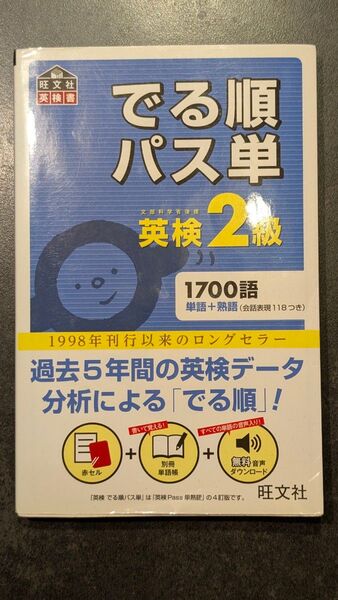 旺文社
英検書
でる順
パス単
文部科学省後援
英検2級
1700語
単語+熟語(会話表現118つき)
1998年刊行以来のロングセラー
過去5年間の英検データ
分析による「でる順」!
赤セル
+
書いて覚える!
別冊
単語帳
+
すべての単語の音声入り!
無料音声
ダウンロード
「英検 でる順パス単」は「英検Pass単熟語」の4訂版です。
旺文社